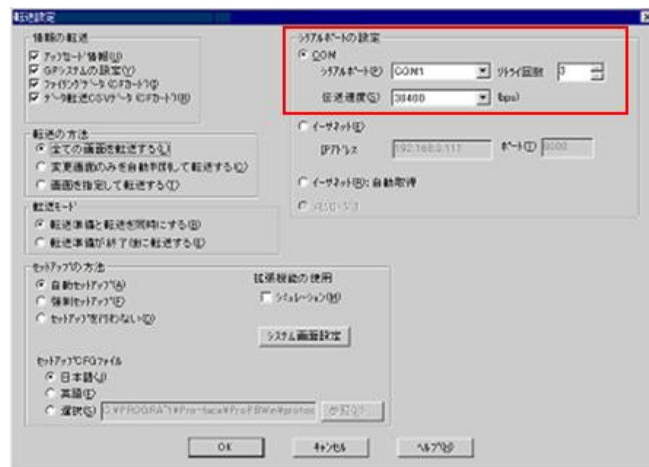 転送設定
情報の転送
アップロード情報(U)
GPシステムの設定(Y)
ファイリングデータ(CFカード)(I)
データ転送CSVデータ(CFカード)(B)
転送の方法
全ての画面を転送する(L)
変更画面のみを自動判別して転送する(C)
画面を指定して転送する(T)
転送モード
転送準備と転送を同時にする(B)
転送準備が終了後に転送する(E)
セットアップの方法
自動セットアップ(A)
強制セットアップ(F)
セットアップを行わない(O)
拡張機能の使用
シミュレーション(M)
システム画面設定
セットアップCFGファイル
日本語(J)
英語(E)
選択(S)
参照(Q)...
シリアルポートの設定
COM
シリアルポート(P) COM1 リトライ回数 3
伝送速度(G) 38400 (bps)
イーサネット(E)
IPアドレス 192.168.0.111 ポート(T) 8000
イーサネット(R):自動取得
OK キャンセル ヘルプ(H)